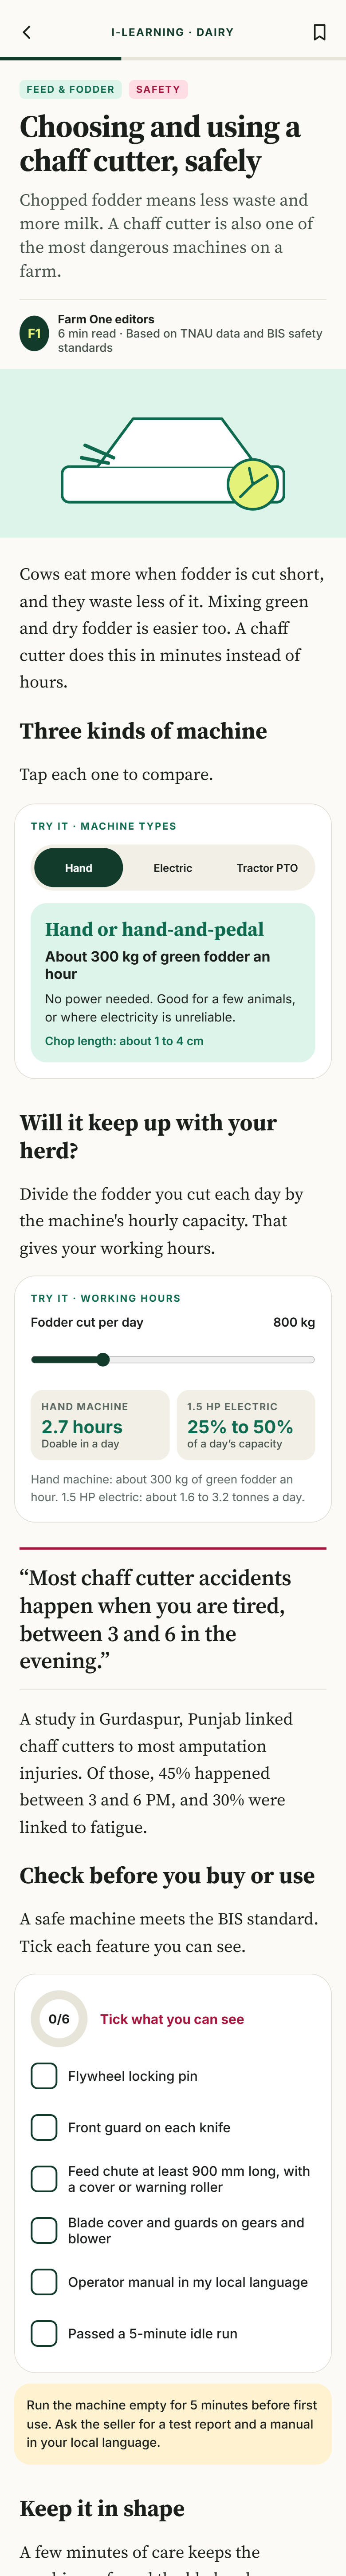 I-LEARNING · DAIRY
FEED & FODDER
SAFETY
Choosing and using a
chaff cutter, safely
Chopped fodder means less waste and
more milk. A chaff cutter is also one of
the most dangerous machines on a
farm.
F1
Farm One editors
6 min read · Based on TNAU data and BIS safety
standards
Cows eat more when fodder is cut short,
and they waste less of it. Mixing green
and dry fodder is easier too. A chaff
cutter does this in minutes instead of
hours.
Three kinds of machine
Tap each one to compare.
TRY IT · MACHINE TYPES
Hand
Electric
Tractor PTO
Hand or hand-and-pedal
About 300 kg of green fodder an
hour
No power needed. Good for a few animals,
or where electricity is unreliable.
Chop length: about 1 to 4 cm
Will it keep up with your
herd?
Divide the fodder you cut each day by
the machine's hourly capacity. That
gives your working hours.
TRY IT · WORKING HOURS
Fodder cut per day
800 kg
HAND MACHINE
2.7 hours
Doable in a day
1.5 HP ELECTRIC
25% to 50%
of a day's capacity
Hand machine: about 300 kg of green fodder an
hour. 1.5 HP electric: about 1.6 to 3.2 tonnes a day.
“Most chaff cutter accidents
happen when you are tired,
between 3 and 6 in the
evening.”
A study in Gurdaspur, Punjab linked
chaff cutters to most amputation
injuries. Of those, 45% happened
between 3 and 6 PM, and 30% were
linked to fatigue.
Check before you buy or use
A safe machine meets the BIS standard.
Tick each feature you can see.
0/6
Tick what you can see
Flywheel locking pin
Front guard on each knife
Feed chute at least 900 mm long, with
a cover or warning roller
Blade cover and guards on gears and
blower
Operator manual in my local language
Passed a 5-minute idle run
Run the machine empty for 5 minutes before first
use. Ask the seller for a test report and a manual
in your local language.
Keep it in shape
A few minutes of care keeps the